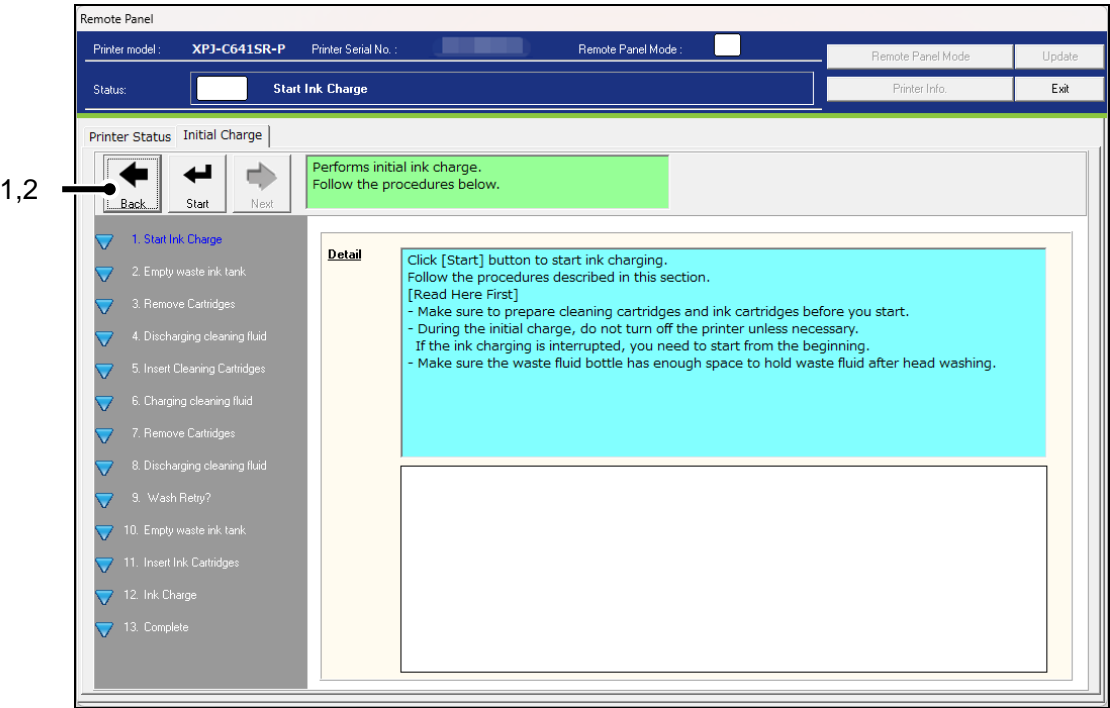 Remote Panel
Printer model :
XPJ-C641SR-P
Printer Serial No. :
Remote Panel Mode :
Remote Panel Mode
Update
Status:
Start Ink Charge
Printer Info.
Exit
Printer Status
Initial Charge
1,2
Back
Start
Next
Performs initial ink charge.
Follow the procedures below.
1. Start Ink Charge
2. Empty waste ink tank
3. Remove Cartridges
4. Discharging cleaning fluid
5. Insert Cleaning Cartridges
6. Charging cleaning fluid
7. Remove Cartridges
8. Discharging cleaning fluid
9. Wash Retry?
10. Empty waste ink tank
11. Insert Ink Cartridges
12. Ink Charge
13. Complete
Detail
Click [Start] button to start ink charging.
Follow the procedures described in this section.
[Read Here First]
- Make sure to prepare cleaning cartridges and ink cartridges before you start.
- During the initial charge, do not turn off the printer unless necessary.
If the ink charging is interrupted, you need to start from the beginning.
- Make sure the waste fluid bottle has enough space to hold waste fluid after head washing.